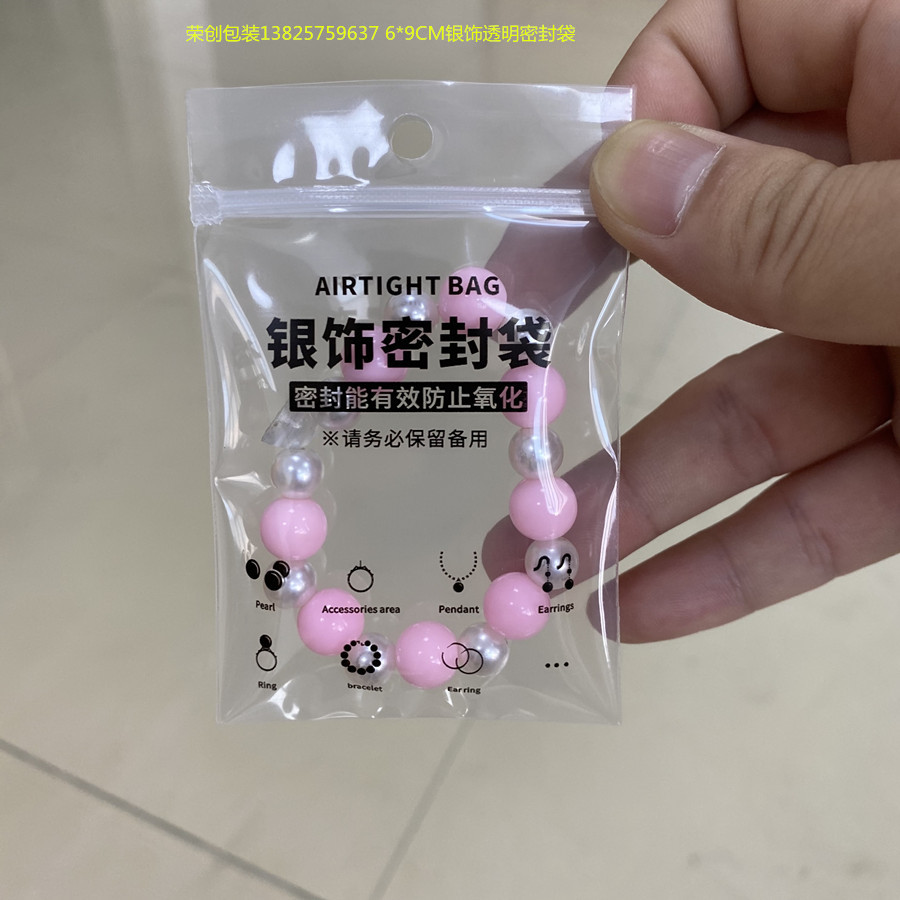 荣创包装13825759637 6*9CM银饰透明密封袋
AIRTIGHT BAG
银饰密封袋
密封能有效防止氧化
※请务必保留备用
Pearl Accessories area Pendant Earrings
Ring bracelet Ear ring ...